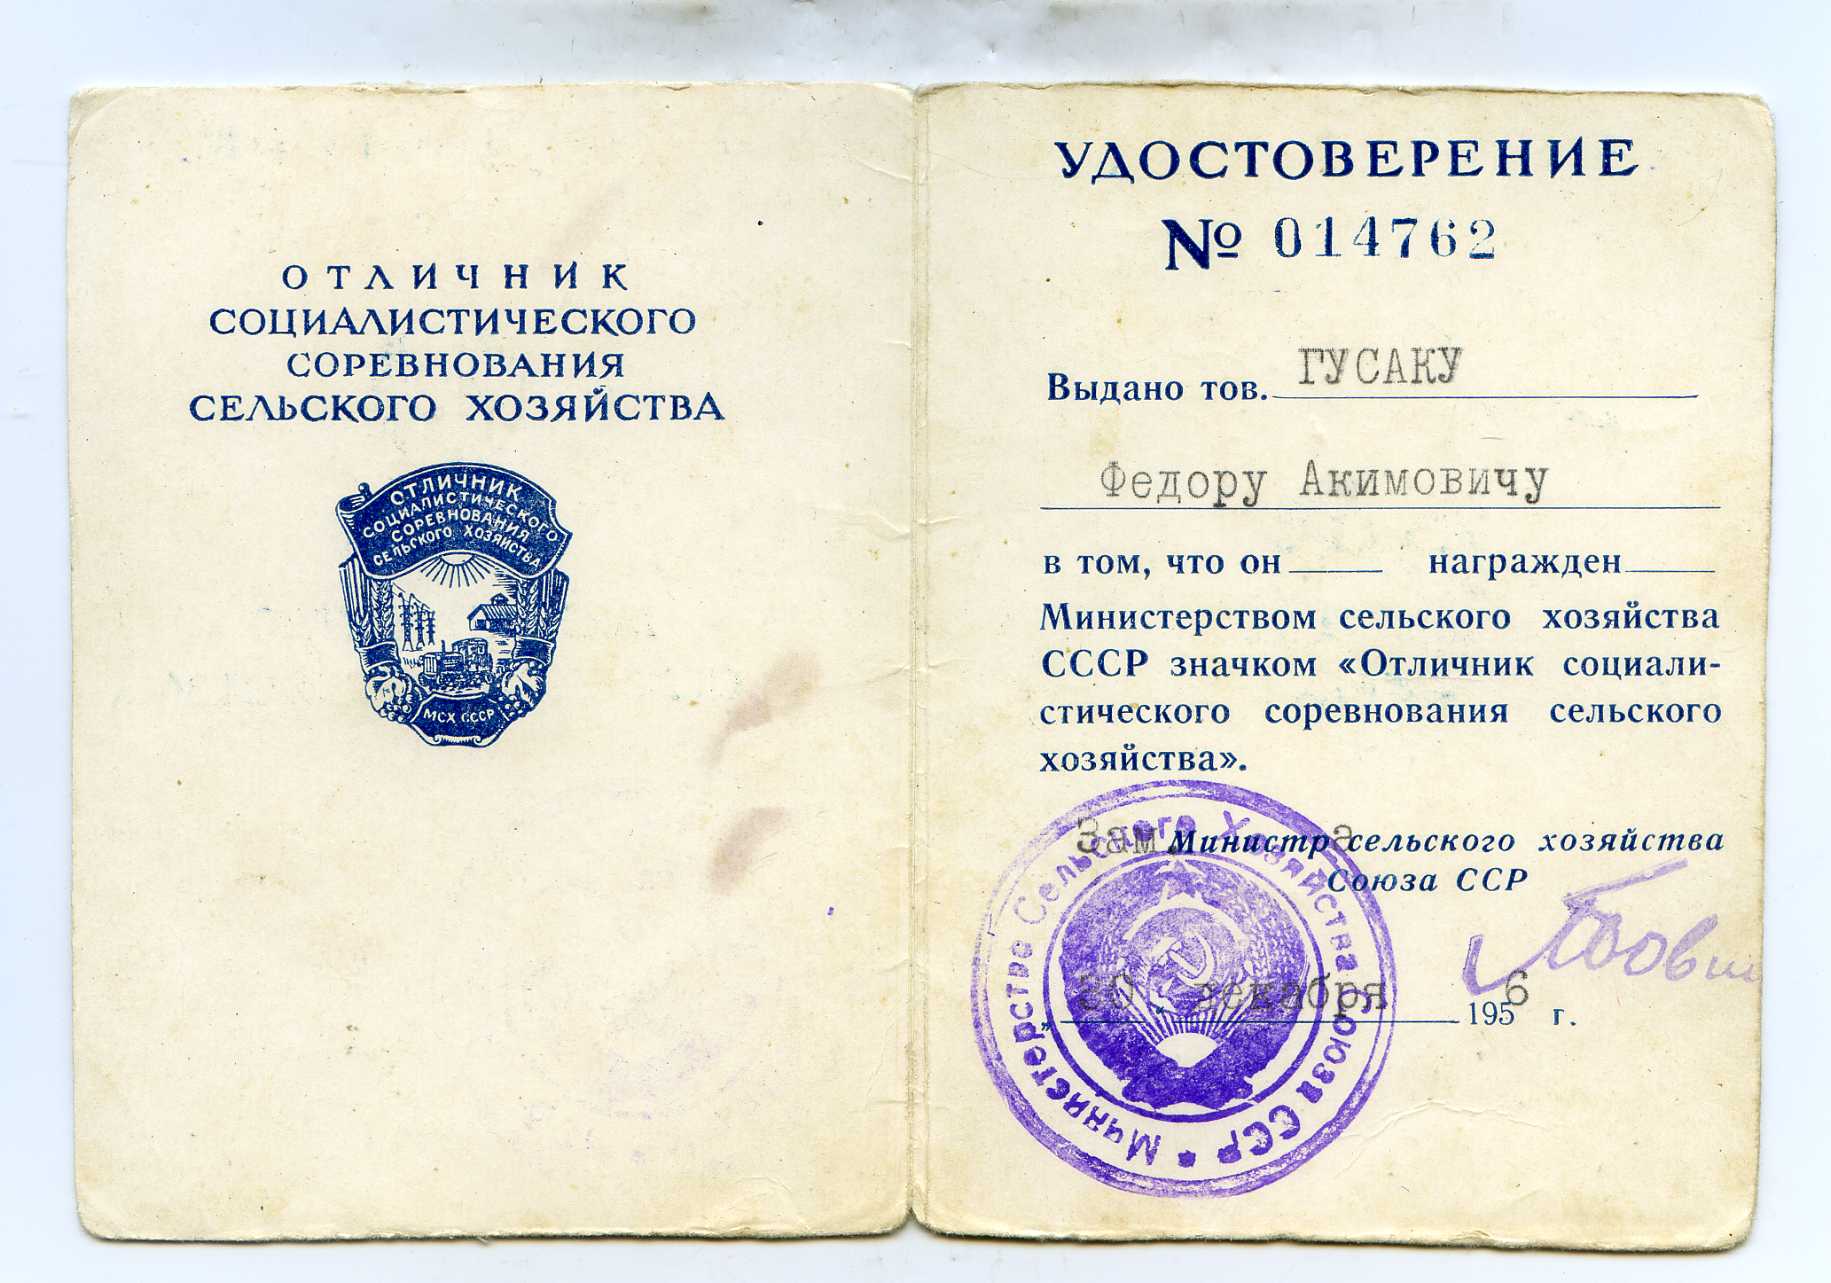 ОТЛИЧНИК
СОЦИАЛИСТИЧЕСКОГО
СОРЕВНОВАНИЯ
СЕЛЬСКОГО ХОЗЯЙСТВА
ОТЛИЧНИК
СОЦИАЛИСТИЧЕСКОГО
СОРЕВНОВАНИЯ
СЕЛЬСКОГО ХОЗЯЙСТВА
МСХ СССР
УДОСТОВЕРЕНИЕ
№ 014762
Выдано тов. ГУСАКУ
Федору Акимовичу
в том, что он награжден
Министерством сельского хозяйства
СССР значком «Отличник социали-
стического соревнования сельского
хозяйства».
Зам. Министра сельского хозяйства
Союза ССР
декабря 1956 г.
Министерство Сельского Хозяйства Союза ССР